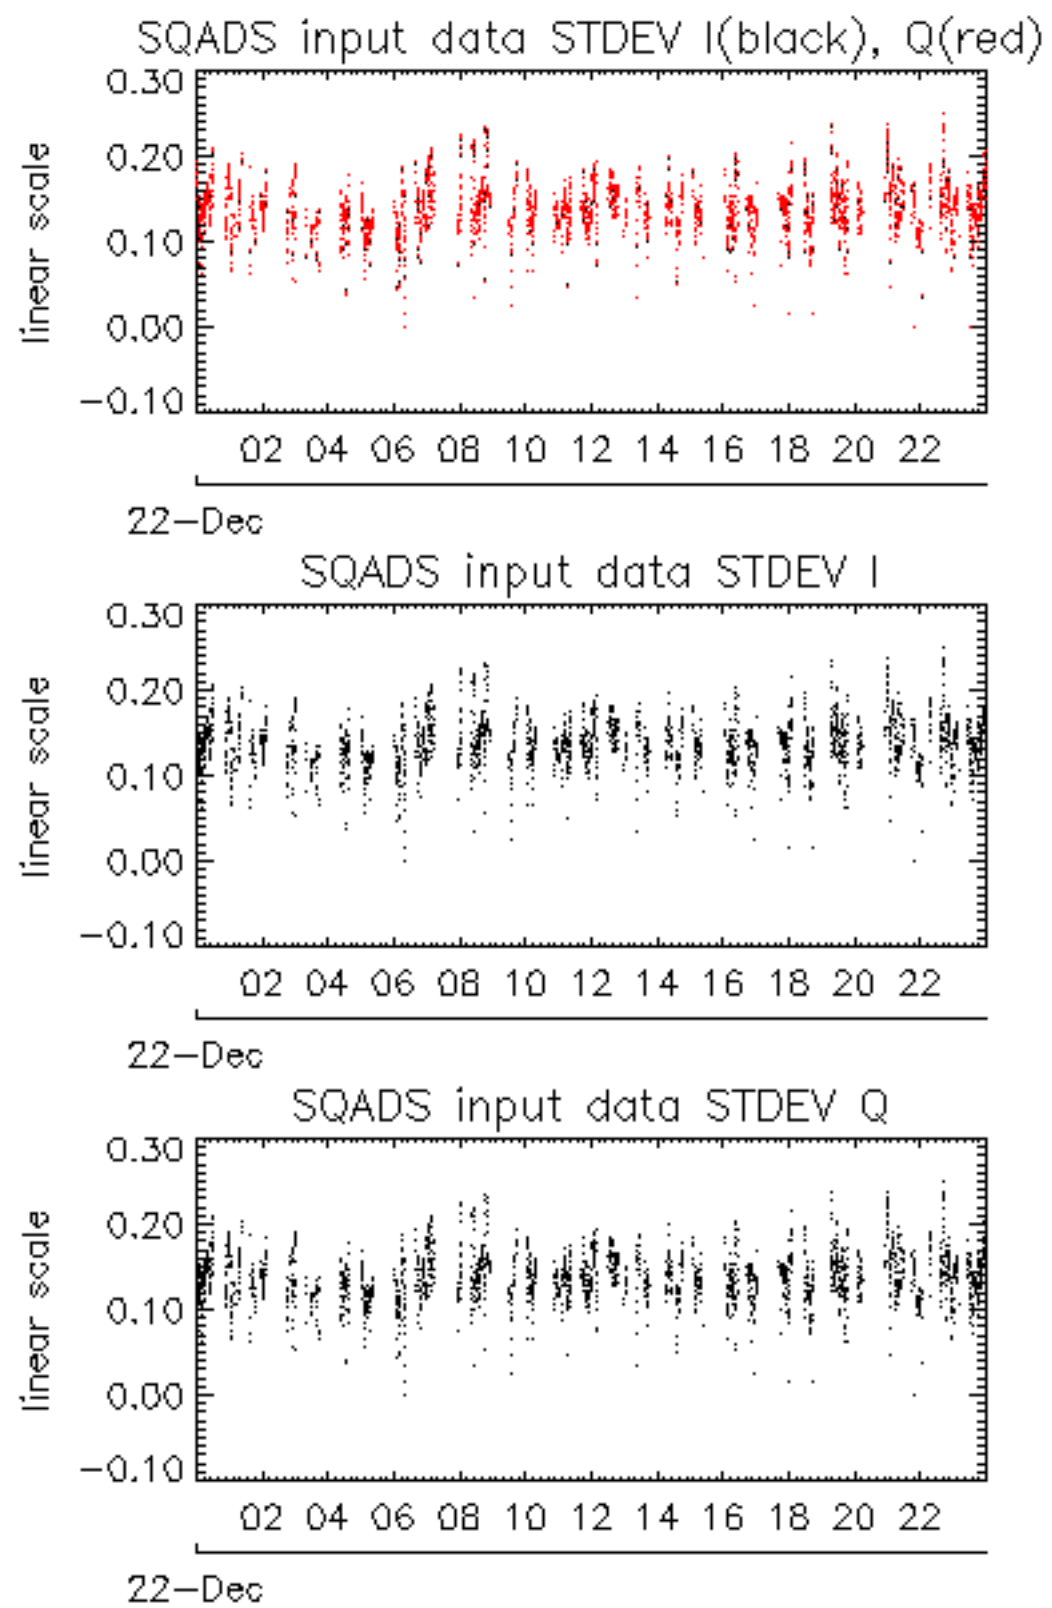 SQADS input data STDEV I(black), Q(red)
0.30
0.20
0.10
0.00
-0.10
linear scale
02 04 06 08 10 12 14 16 18 20 22
22-Dec
SQADS input data STDEV I
0.30
0.20
0.10
0.00
-0.10
linear scale
02 04 06 08 10 12 14 16 18 20 22
22-Dec
SQADS input data STDEV Q
0.30
0.20
0.10
0.00
-0.10
linear scale
02 04 06 08 10 12 14 16 18 20 22
22-Dec